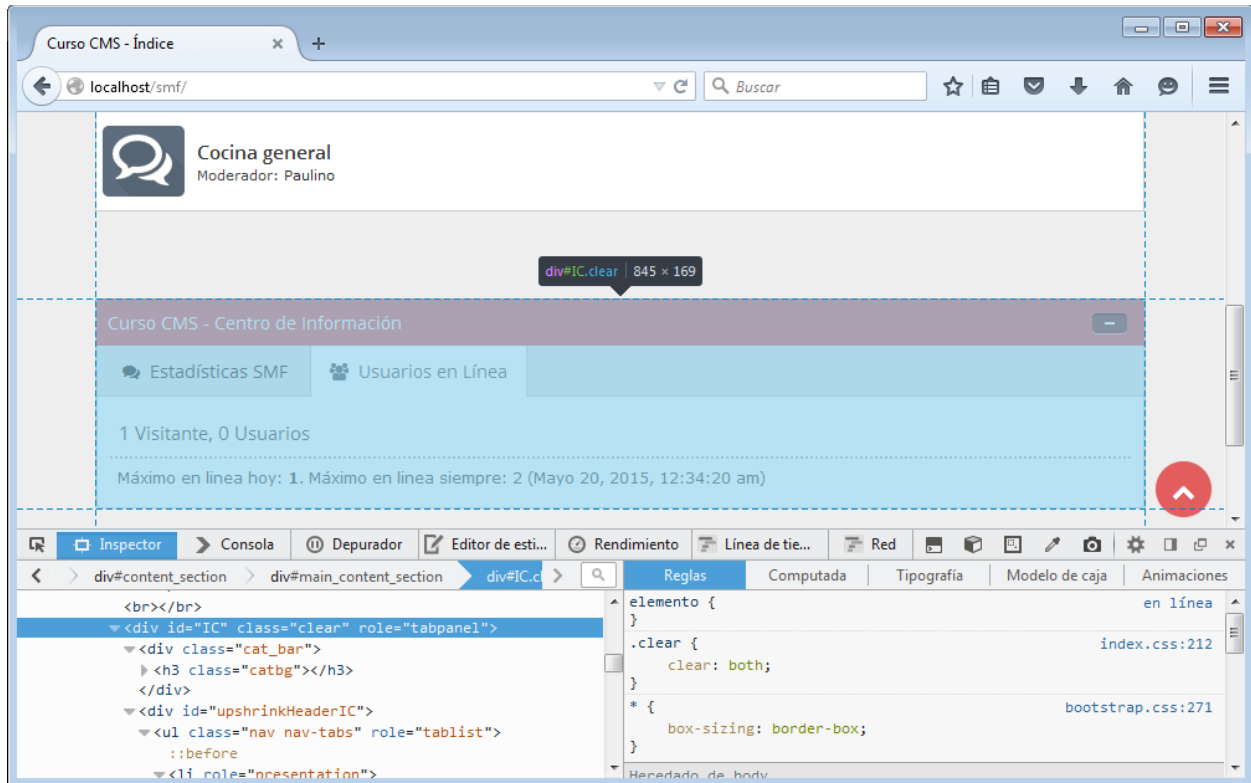 Curso CMS - Índice
localhost/smf/
Buscar
Cocina general
Moderador: Paulino
div#IC.clear 845 × 169
Curso CMS - Centro de Información
Estadísticas SMF Usuarios en Línea
1 Visitante, 0 Usuarios
Máximo en linea hoy: 1. Máximo en linea siempre: 2 (Mayo 20, 2015, 12:34:20 am)
Inspector Consola Depurador Editor de esti... Rendimiento Línea de tie... Red
div#content_section div#main_content_section div#IC.cl Reglas Computada Tipografía Modelo de caja Animaciones
<br></br>
<div id="IC" class="clear" role="tabpanel">
<div class="cat_bar">
<h3 class="catbg"></h3>
</div>
<div id="upshrinkHeaderIC">
<ul class="nav nav-tabs" role="tablist">
::before
<li role="presentation">
elemento { en línea
}
.clear { index.css:212
clear: both;
}
* { bootstrap.css:271
box-sizing: border-box;
}
Heredado de body